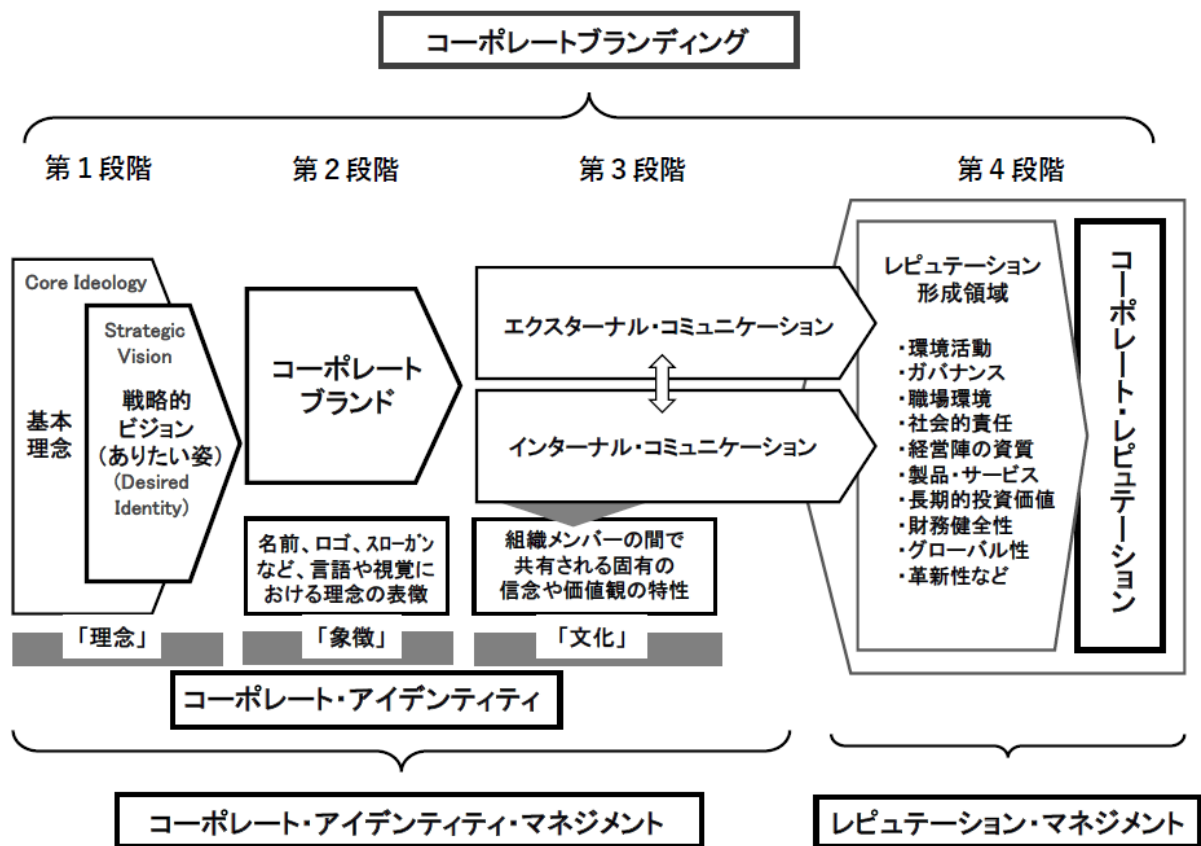 コーポレートブランディング
第1段階
第2段階
第3段階
第4段階
Core Ideology
基本
理念
Strategic
Vision
戦略的
ビジョン
(ありたい姿)
(Desired
Identity)
コーポレート
ブランド
エクスターナル・コミュニケーション
インターナル・コミュニケーション
レピュテーション
形成領域
・環境活動
・ガバナンス
・職場環境
・社会的責任
・経営陣の資質
・製品・サービス
・長期的投資価値
・財務健全性
・グローバル性
・革新性など
コーポレート・レピュテーション
名前、ロゴ、スローガン
など、言語や視覚に
おける理念の表徴
組織メンバーの間で
共有される固有の
信念や価値観の特性
「理念」
「象徴」
「文化」
コーポレート・アイデンティティ
コーポレート・アイデンティティ・マネジメント
レピュテーション・マネジメント